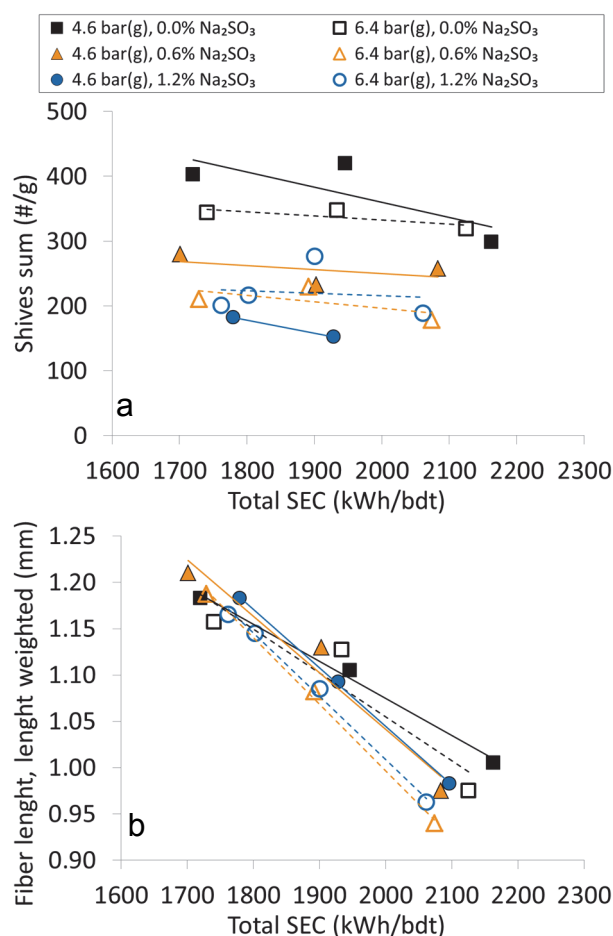 4.6 bar(g), 0.0% Na₂SO₃ 6.4 bar(g), 0.0% Na₂SO₃
4.6 bar(g), 0.6% Na₂SO₃ 6.4 bar(g), 0.6% Na₂SO₃
4.6 bar(g), 1.2% Na₂SO₃ 6.4 bar(g), 1.2% Na₂SO₃
500
400
300
200
100
0
Shives sum (#/g)
a
1600 1700 1800 1900 2000 2100 2200 2300
Total SEC (kWh/bdt)
1.25
1.20
1.15
1.10
1.05
1.00
0.95
0.90
Fiber lenght, lenght weighted (mm)
b
1600 1700 1800 1900 2000 2100 2200 2300
Total SEC (kWh/bdt)